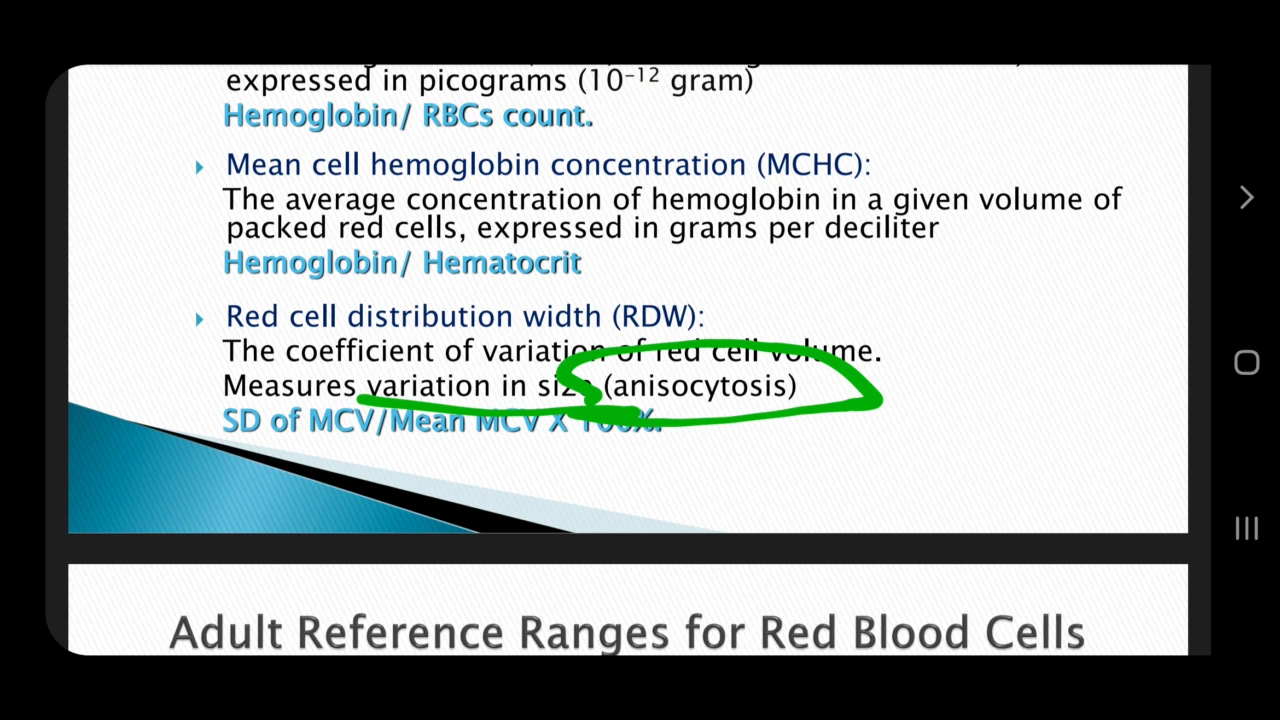 expressed in picograms (10⁻¹² gram)
Hemoglobin/ RBCs count.
Mean cell hemoglobin concentration (MCHC):
The average concentration of hemoglobin in a given volume of
packed red cells, expressed in grams per deciliter
Hemoglobin/ Hematocrit
Red cell distribution width (RDW):
The coefficient of variation of red cell volume.
Measures variation in size (anisocytosis)
SD of MCV/Mean MCV X 100%.
Adult Reference Ranges for Red Blood Cells